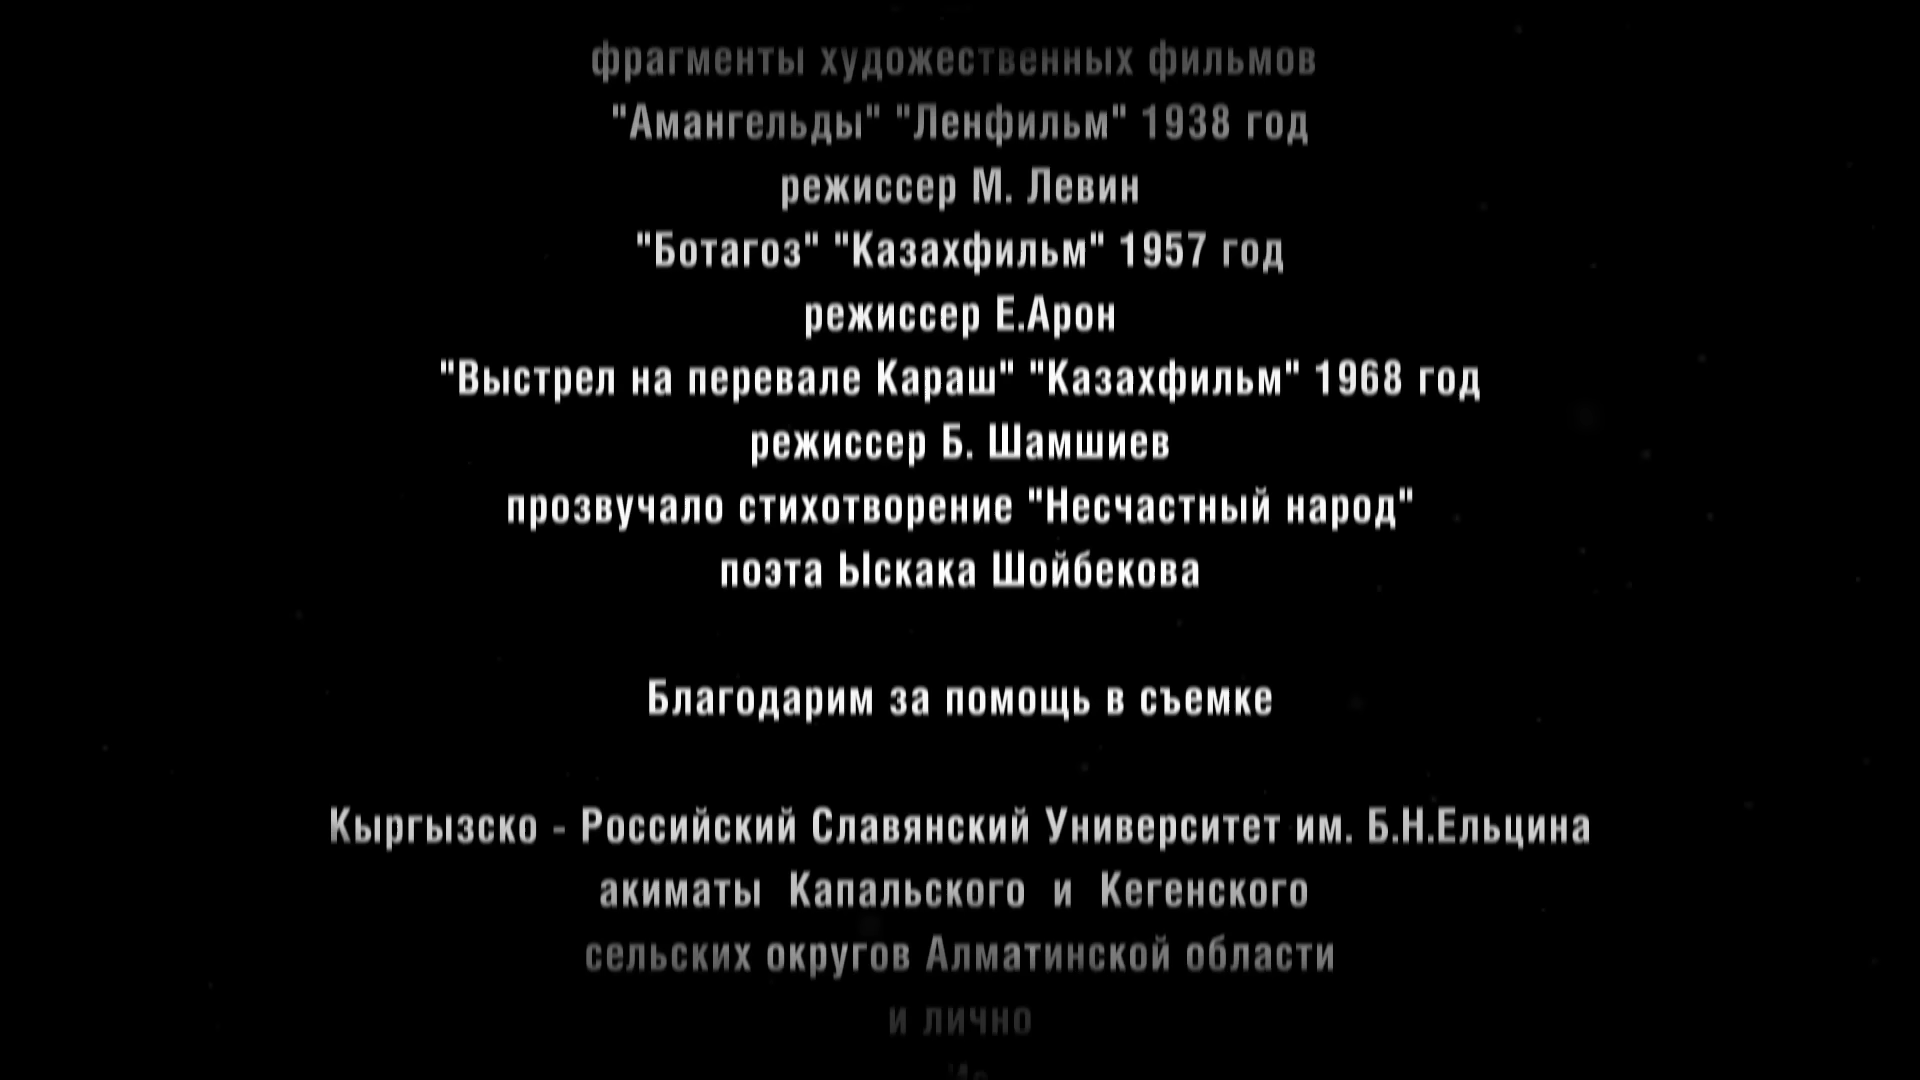 фрагменты художественных фильмов
"Амангельды" "Ленфильм" 1938 год
режиссер М. Левин
"Ботагоз" "Казахфильм" 1957 год
режиссер Е.Арон
"Выстрел на перевале Караш" "Казахфильм" 1968 год
режиссер Б. Шамшиев
прозвучало стихотворение "Несчастный народ"
поэта Ыскака Шойбекова
Благодарим за помощь в съемке
Кыргызско - Российский Славянский Университет им. Б.Н.Ельцина
акиматы Капальского и Кегенского
сельских округов Алматинской области
и лично